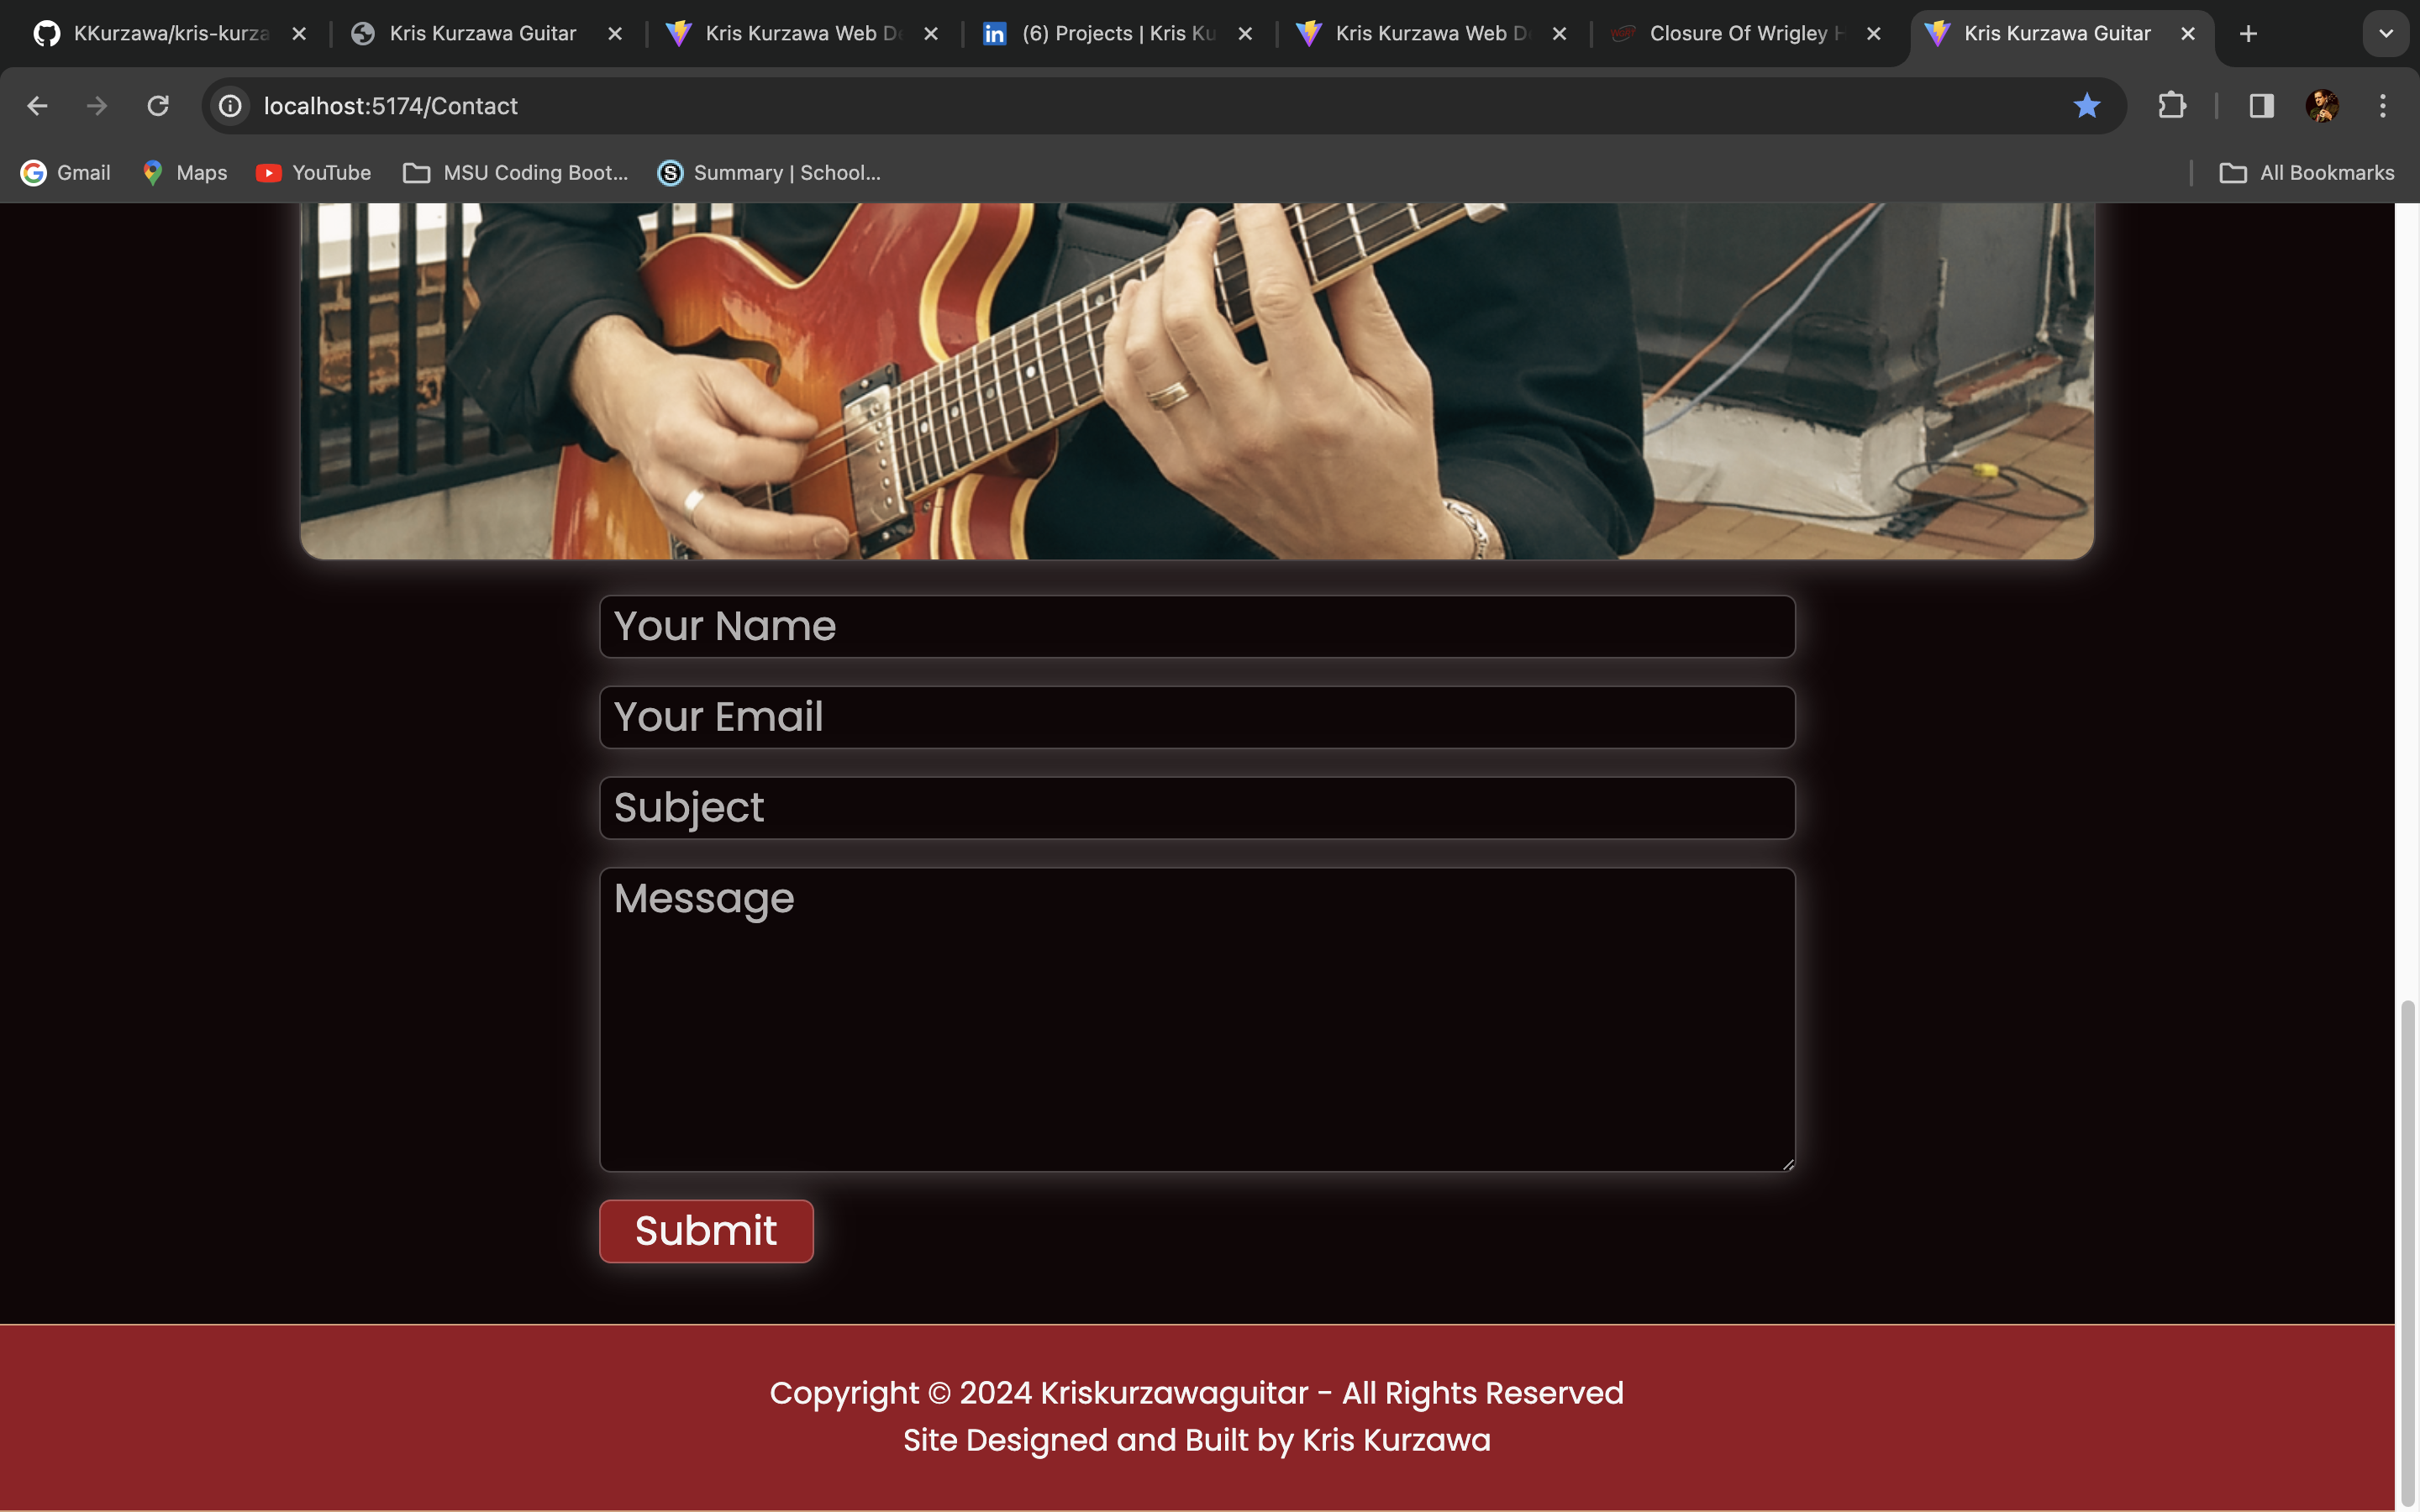 KKurzawa/kris-kurza
Kris Kurzawa Guitar
Kris Kurzawa Web De
in
(6) Projects | Kris Ku
Kris Kurzawa Web D
Closure Of Wrigley H
Kris Kurzawa Guitar
localhost:5174/Contact
Gmail
Maps
YouTube
MSU Coding Boot...
S
Summary | School...
All Bookmarks
Your Name
Your Email
Subject
Message
Submit
Copyright © 2024 Kriskurzawaguitar - All Rights Reserved
Site Designed and Built by Kris Kurzawa